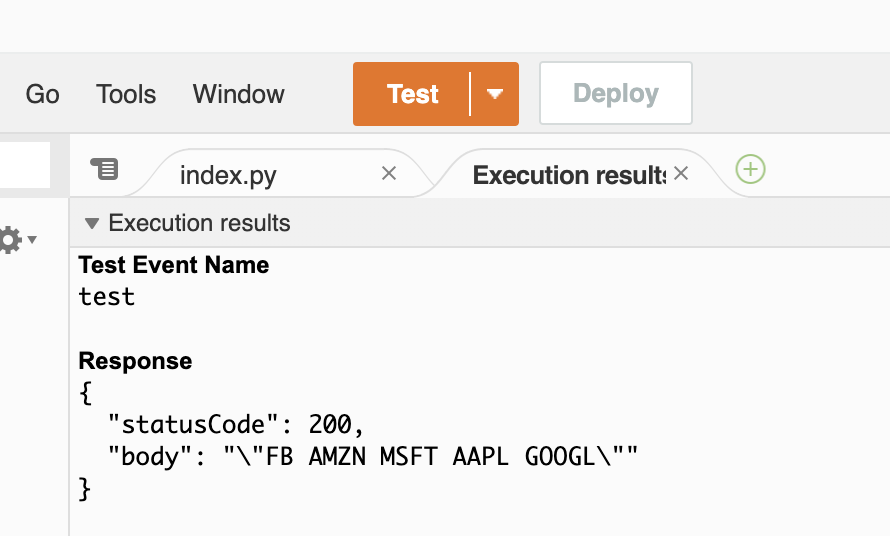 Go Tools Window Test Deploy
index.py Execution results
Execution results
Test Event Name
test
Response
{
"statusCode": 200,
"body": "\"FB AMZN MSFT AAPL GOOGL\""
}